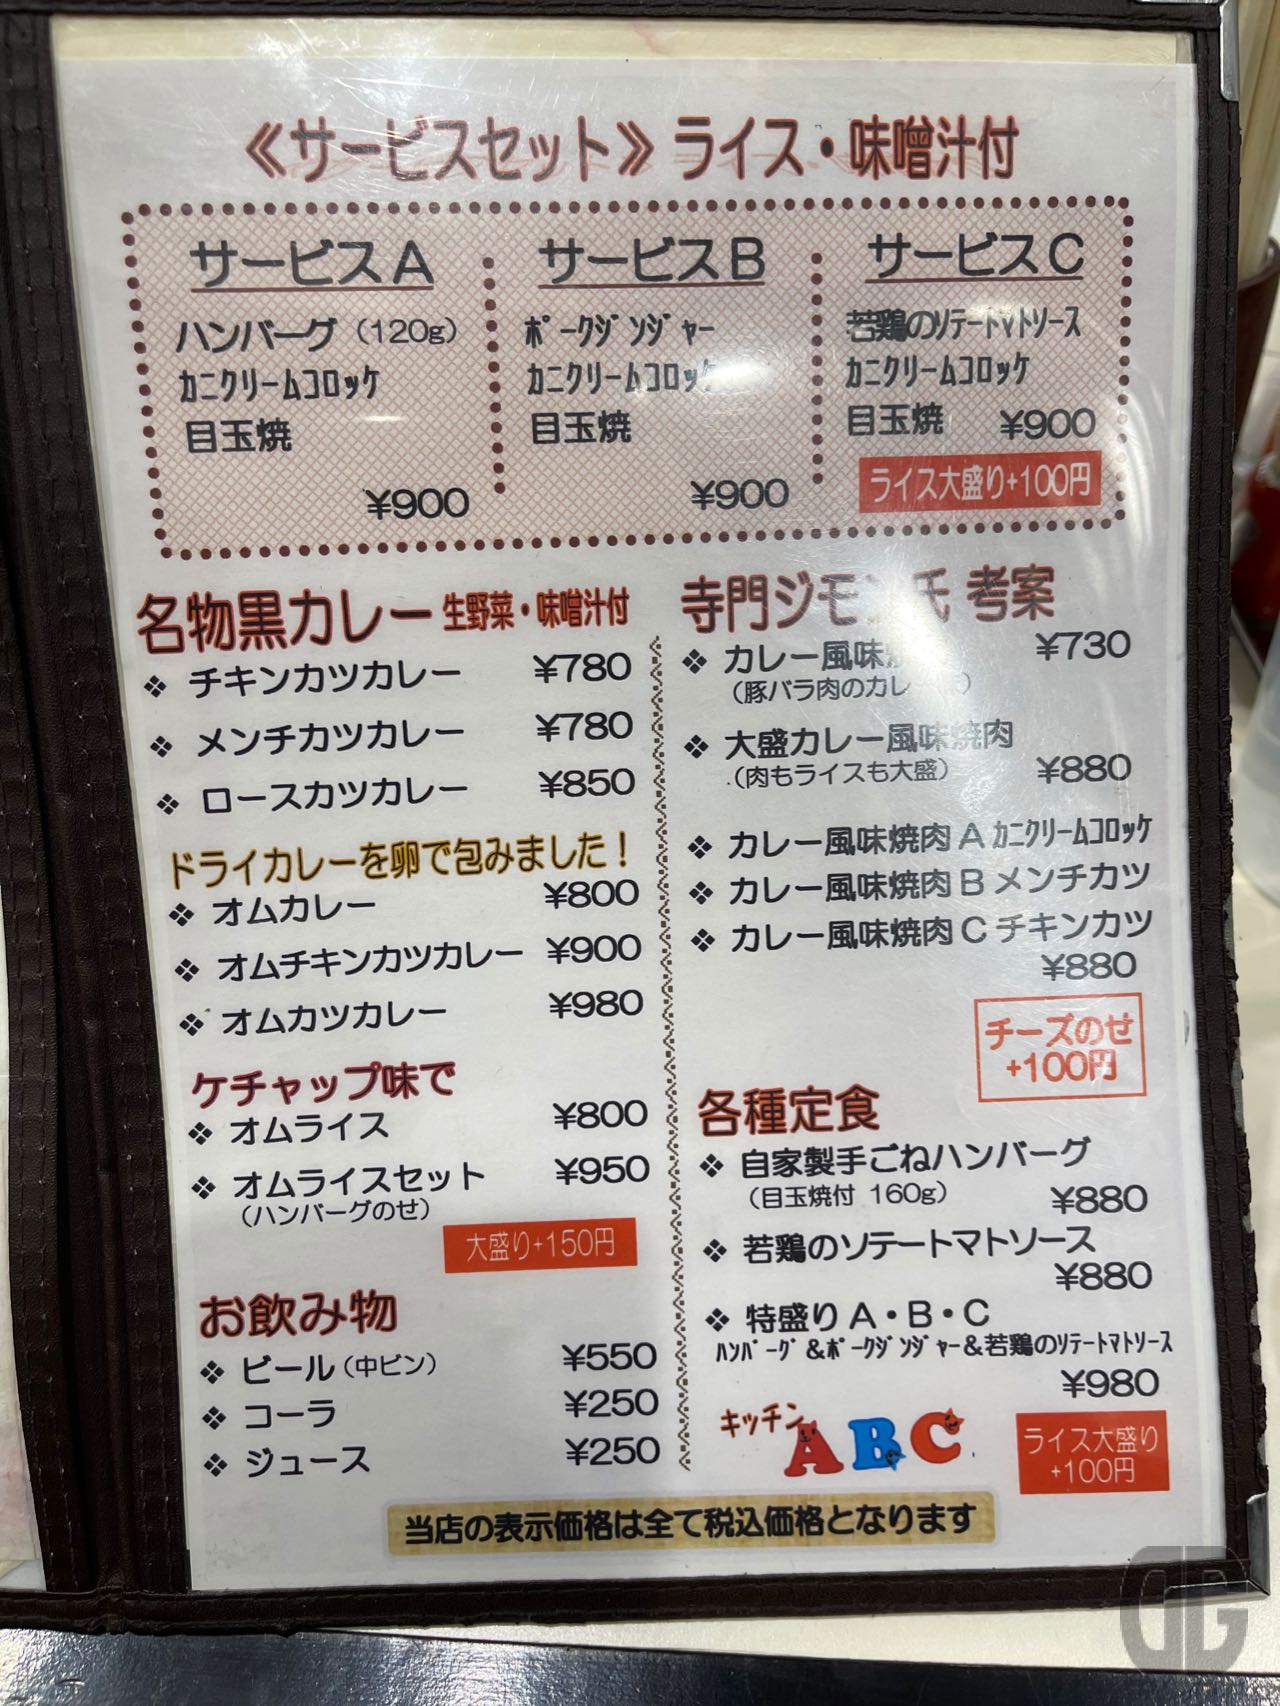 《サービスセット》ライス・味噌汁付
サービスA
ハンバーグ（120g）
ｶﾆｸﾘｰﾑｺﾛｯｹ
目玉焼
¥900
サービスB
ﾎﾟｰｸｼﾞﾝｼﾞｬｰ
ｶﾆｸﾘｰﾑｺﾛｯｹ
目玉焼
¥900
サービスC
若鶏のｿﾃｰﾄﾏﾄｿｰｽ
ｶﾆｸﾘｰﾑｺﾛｯｹ
目玉焼 ¥900
ライス大盛り+100円
名物黒カレー 生野菜・味噌汁付
❖ チキンカツカレー ¥780
❖ メンチカツカレー ¥780
❖ ロースカツカレー ¥850
ドライカレーを卵で包みました！
❖ オムカレー ¥800
❖ オムチキンカツカレー ¥900
❖ オムカツカレー ¥980
ケチャップ味で
❖ オムライス ¥800
❖ オムライスセット ¥950
（ハンバーグのせ）
大盛り+150円
お飲み物
❖ ビール（中ビン） ¥550
❖ コーラ ¥250
❖ ジュース ¥250
寺門ジモン氏 考案
❖ カレー風味 ¥730
（豚バラ肉のカレ
❖ 大盛カレー風味焼肉
（肉もライスも大盛） ¥880
❖ カレー風味焼肉A ｶﾆｸﾘｰﾑｺﾛｯｹ
❖ カレー風味焼肉B メンチカツ
❖ カレー風味焼肉C チキンカツ
¥880
チーズのせ
+100円
各種定食
❖ 自家製手ごねハンバーグ
（目玉焼付 160g） ¥880
❖ 若鶏のソテートマトソース
¥880
❖ 特盛り A・B・C
ﾊﾝﾊﾞｰｸﾞ&ﾎﾟｰｸｼﾞﾝｼﾞｬｰ&若鶏のｿﾃｰﾄﾏﾄｿｰｽ
¥980
キッチン ABC
ライス大盛り
+100円
当店の表示価格は全て税込価格となります
DG